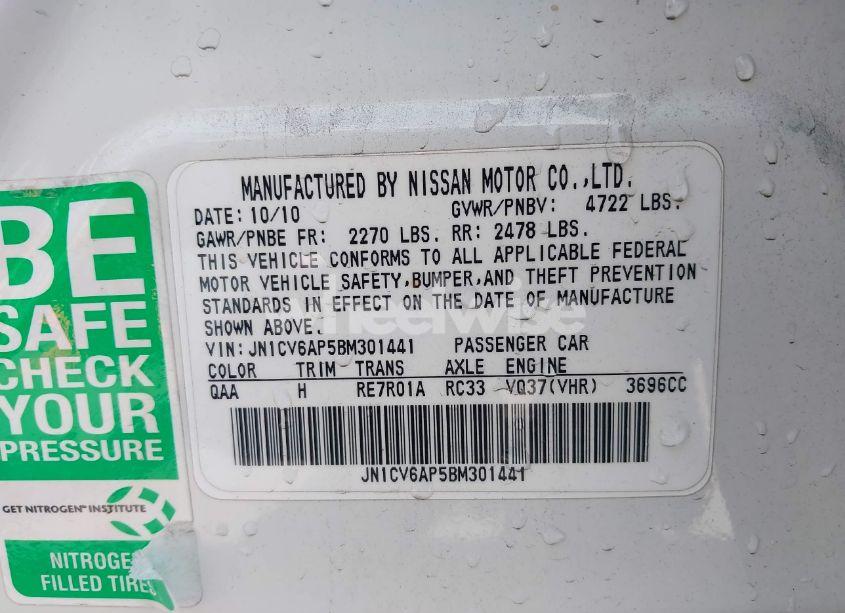 MANUFACTURED BY NISSAN MOTOR CO.,LTD.
DATE: 10/10 GVWR/PNBV: 4722 LBS.
GAWR/PNBE FR: 2270 LBS. RR: 2478 LBS.
THIS VEHICLE CONFORMS TO ALL APPLICABLE FEDERAL
MOTOR VEHICLE SAFETY,BUMPER,AND THEFT PREVENTION
STANDARDS IN EFFECT ON THE DATE OF MANUFACTURE
SHOWN ABOVE.
VIN: JN1CV6AP5BM301441 PASSENGER CAR
COLOR TRIM TRANS AXLE ENGINE
QAA H RE7R01A RC33 VQ37(VHR) 3696CC
JN1CV6AP5BM301441
BE
SAFE
CHECK
YOUR
PRESSURE
GET NITROGEN™ INSTITUTE
NITROGEN
FILLED TIRES
wheelwise